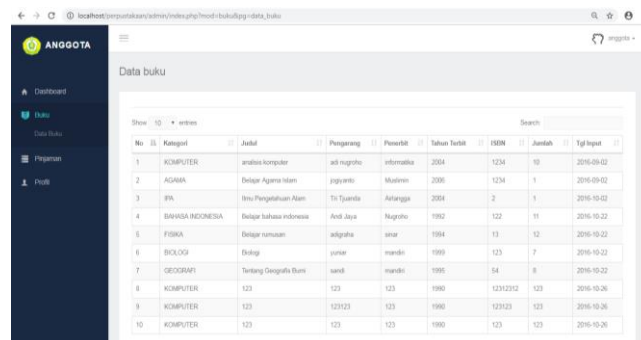 localhost/perpustakaan/admin/index.php?mod=buku&pg=data_buku
ANGGOTA
anggota
Data buku
Dashboard
Buku
Data Buku
Pinjaman
Profil
Show 10 entries
Search:
No Kategori Judul Pengarang Penerbit Tahun Terbit ISBN Jumlah Tgl Input
1 KOMPUTER analisis komputer adi nugroho informatika 2004 1234 10 2016-09-02
2 AGAMA Belajar Agama Islam jogiyanto Muslimin 2006 1234 1 2016-09-02
3 IPA Ilmu Pengetahuan Alam Tri Tjuanda Airlangga 2004 2 1 2016-10-02
4 BAHASA INDONESIA Belajar bahasa indonesia Andi Jaya Nugroho 1992 122 11 2016-10-22
5 FISIKA Belajar rumusan adigraha sinar 1994 13 12 2016-10-22
6 BIOLOGI Biologi yuniar mandiri 1999 123 7 2016-10-22
7 GEOGRAFI Tentang Geografis Bumi sandi mandiri 1995 54 8 2016-10-22
8 KOMPUTER 123 123 123 1990 12312312 123 2016-10-26
9 KOMPUTER 123 123123 123 1990 123123 123 2016-10-26
10 KOMPUTER 123 123 123 1990 123 123 2016-10-26